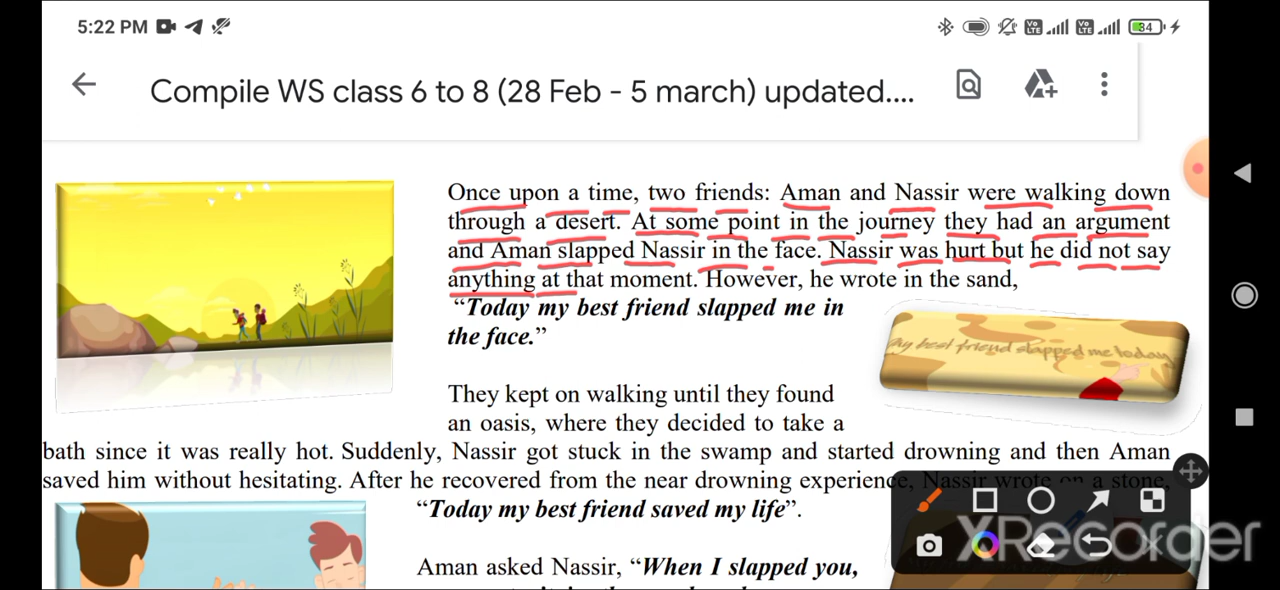 5:22 PM
34
Compile WS class 6 to 8 (28 Feb - 5 march) updated....
Once upon a time, two friends: Aman and Nassir were walking down
through a desert. At some point in the journey they had an argument
and Aman slapped Nassir in the face. Nassir was hurt but he did not say
anything at that moment. However, he wrote in the sand,
“Today my best friend slapped me in
the face.”
my best friend slapped me today
They kept on walking until they found
an oasis, where they decided to take a
bath since it was really hot. Suddenly, Nassir got stuck in the swamp and started drowning and then Aman
saved him without hesitating. After he recovered from the near drowning experience, Nassir wrote on a stone,
“Today my best friend saved my life”.
XRecorder
Aman asked Nassir, “When I slapped you,